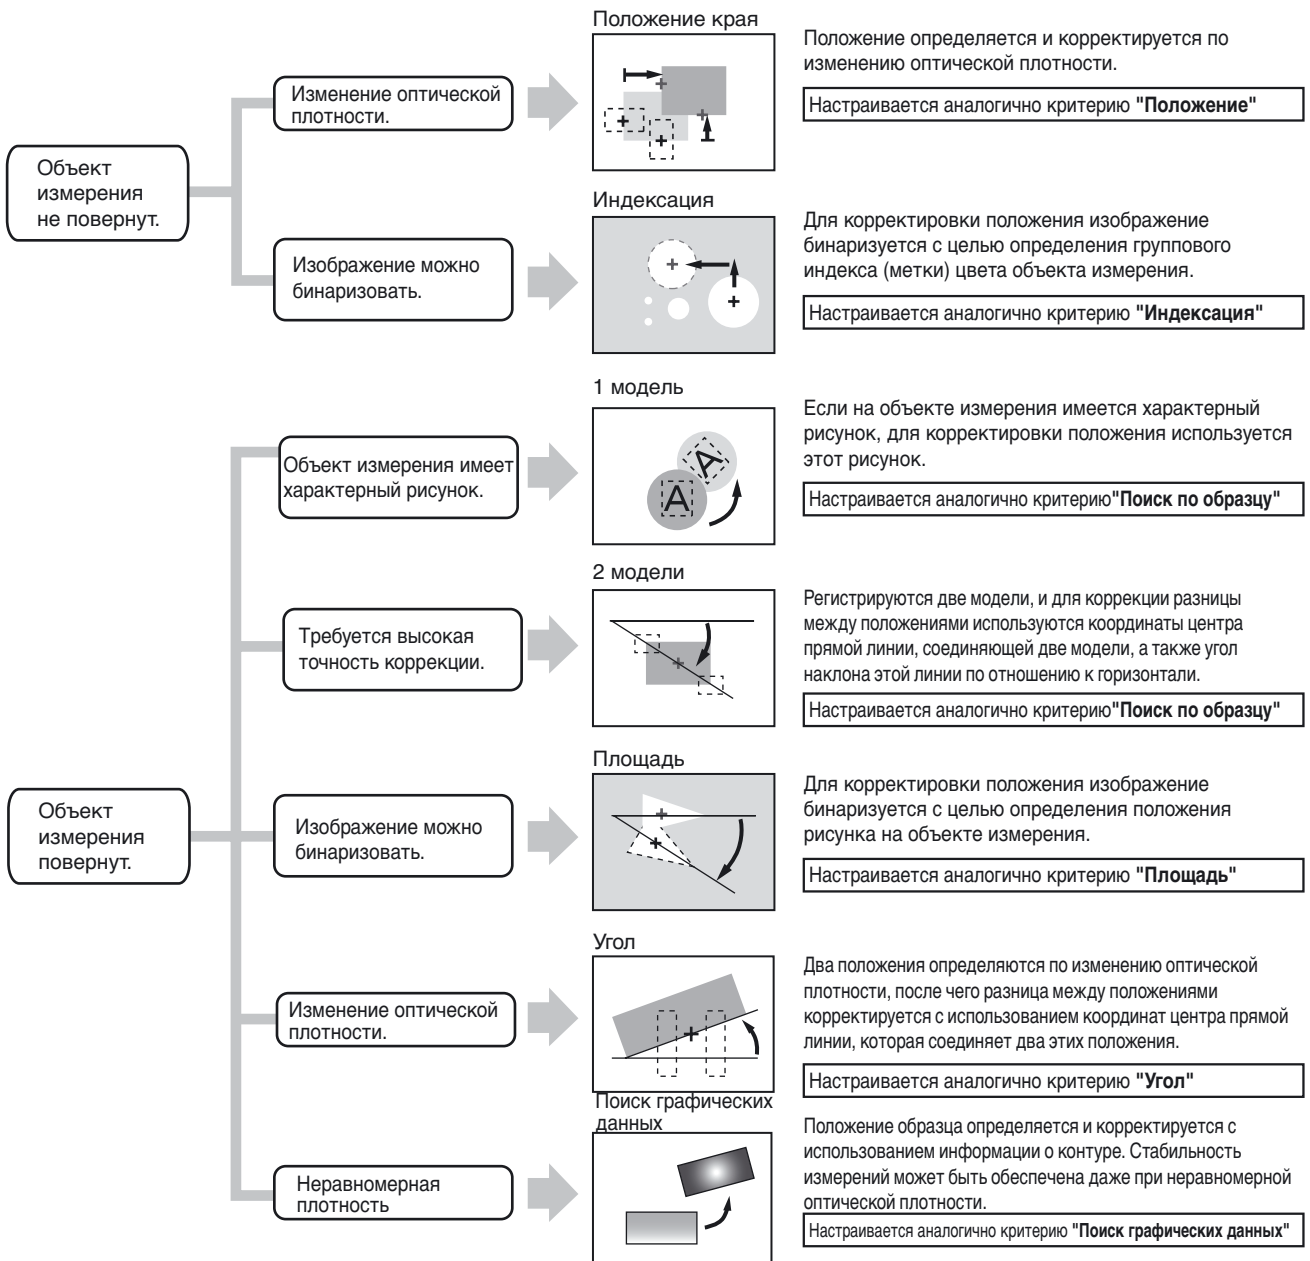 Положение края
Положение определяется и корректируется по
изменению оптической плотности.
Изменение оптической
плотности.
Настраивается аналогично критерию "Положение"
Объект
измерения
не повернут.
Индексация
Изображение можно
бинаризовать.
Для корректировки положения изображение
бинаризуется с целью определения группового
индекса (метки) цвета объекта измерения.
Настраивается аналогично критерию "Индексация"
1 модель
Объект измерения имеет
характерный рисунок.
A
A
Если на объекте измерения имеется характерный
рисунок, для корректировки положения используется
этот рисунок.
Настраивается аналогично критерию"Поиск по образцу"
2 модели
Требуется высокая
точность коррекции.
Регистрируются две модели, и для коррекции разницы
между положениями используются координаты центра
прямой линии, соединяющей две модели, а также угол
наклона этой линии по отношению к горизонтали.
Настраивается аналогично критерию"Поиск по образцу"
Объект
измерения
повернут.
Площадь
Изображение можно
бинаризовать.
Для корректировки положения изображение
бинаризуется с целью определения положения
рисунка на объекте измерения.
Настраивается аналогично критерию "Площадь"
Угол
Изменение оптической
плотности.
Два положения определяются по изменению оптической
плотности, после чего разница между положениями
корректируется с использованием координат центра прямой
линии, которая соединяет два этих положения.
Настраивается аналогично критерию "Угол"
Поиск графических
данных
Неравномерная
плотность
Положение образца определяется и корректируется с
использованием информации о контуре. Стабильность
измерений может быть обеспечена даже при неравномерной
оптической плотности.
Настраивается аналогично критерию "Поиск графических данных"